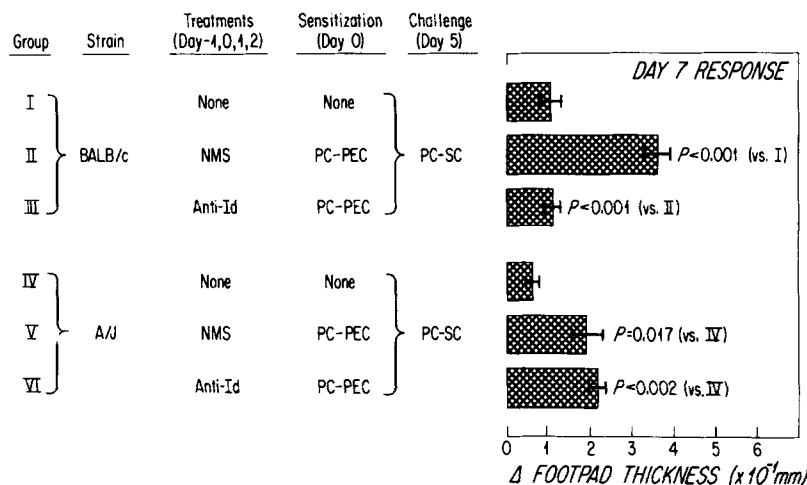 Treatments Sensitization Challenge
Group Strain (Day-1,0,1,2) (Day 0) (Day 5)
DAY 7 RESPONSE
I None None
II BALB/c NMS PC-PEC PC-SC P<0.001 (vs. I)
III Anti-Id PC-PEC P<0.001 (vs. II)
IV None None
V A/J NMS PC-PEC PC-SC P=0.017 (vs. IV)
VI Anti-Id PC-PEC P<0.002 (vs. IV)
0 1 2 3 4 5 6
Δ FOOTPAD THICKNESS (x10⁻¹mm)